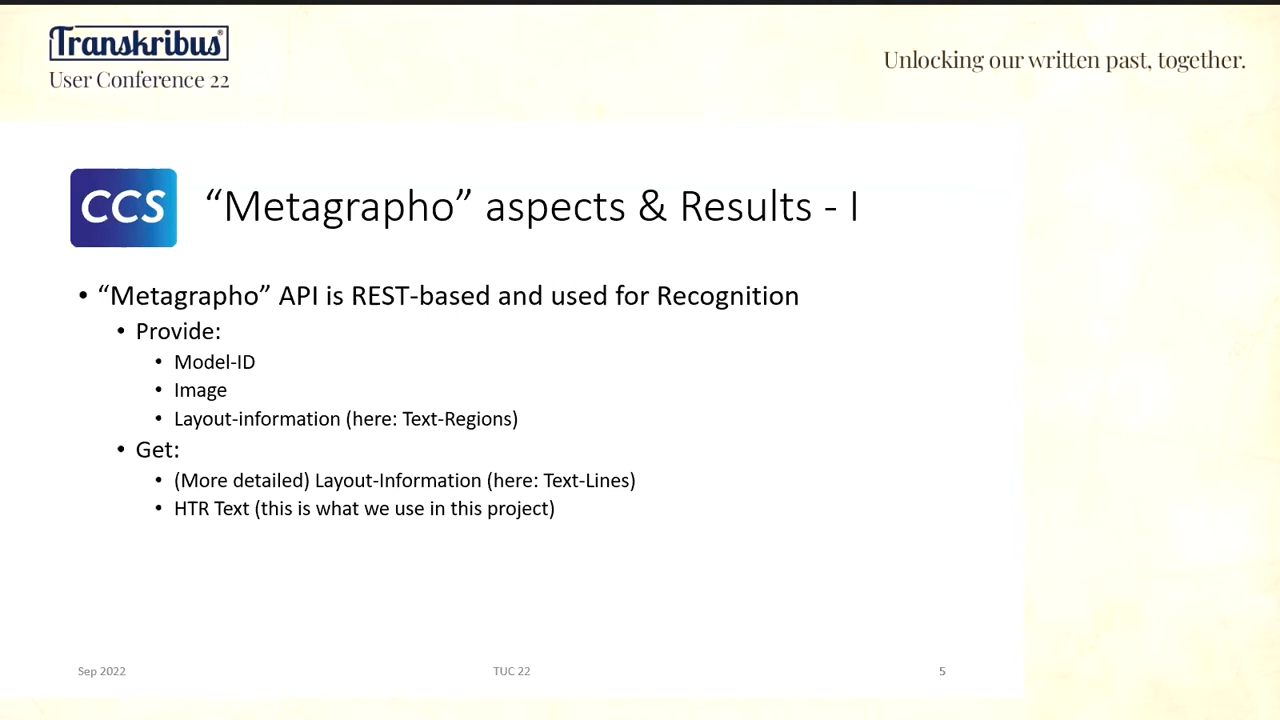 Transkribus®
User Conference 22
Unlocking our written past, together.
CCS
“Metagrapho” aspects & Results - I
• “Metagrapho” API is REST-based and used for Recognition
• Provide:
• Model-ID
• Image
• Layout-information (here: Text-Regions)
• Get:
• (More detailed) Layout-Information (here: Text-Lines)
• HTR Text (this is what we use in this project)
Sep 2022
TUC 22
5